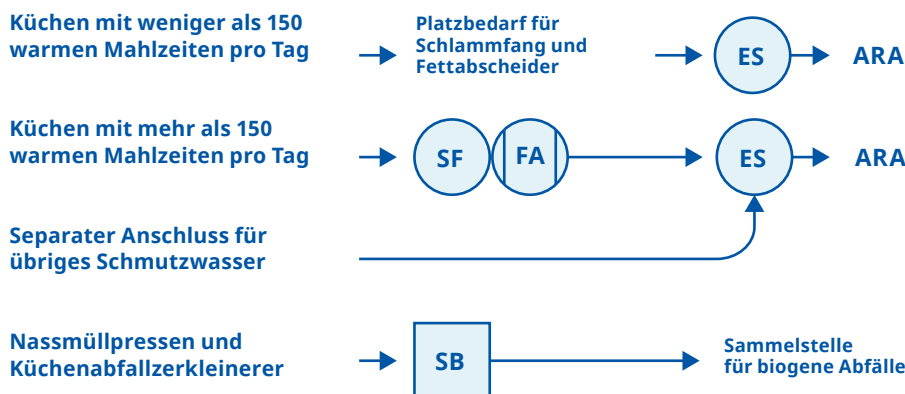 Küchen mit weniger als 150
warmen Mahlzeiten pro Tag
Platzbedarf für
Schlammfang und
Fettabscheider
ES
ARA
Küchen mit mehr als 150
warmen Mahlzeiten pro Tag
SF
FA
ES
ARA
Separater Anschluss für
übriges Schmutzwasser
Nassmüllpressen und
Küchenabfallzerkleinerer
SB
Sammelstelle
für biogene Abfälle